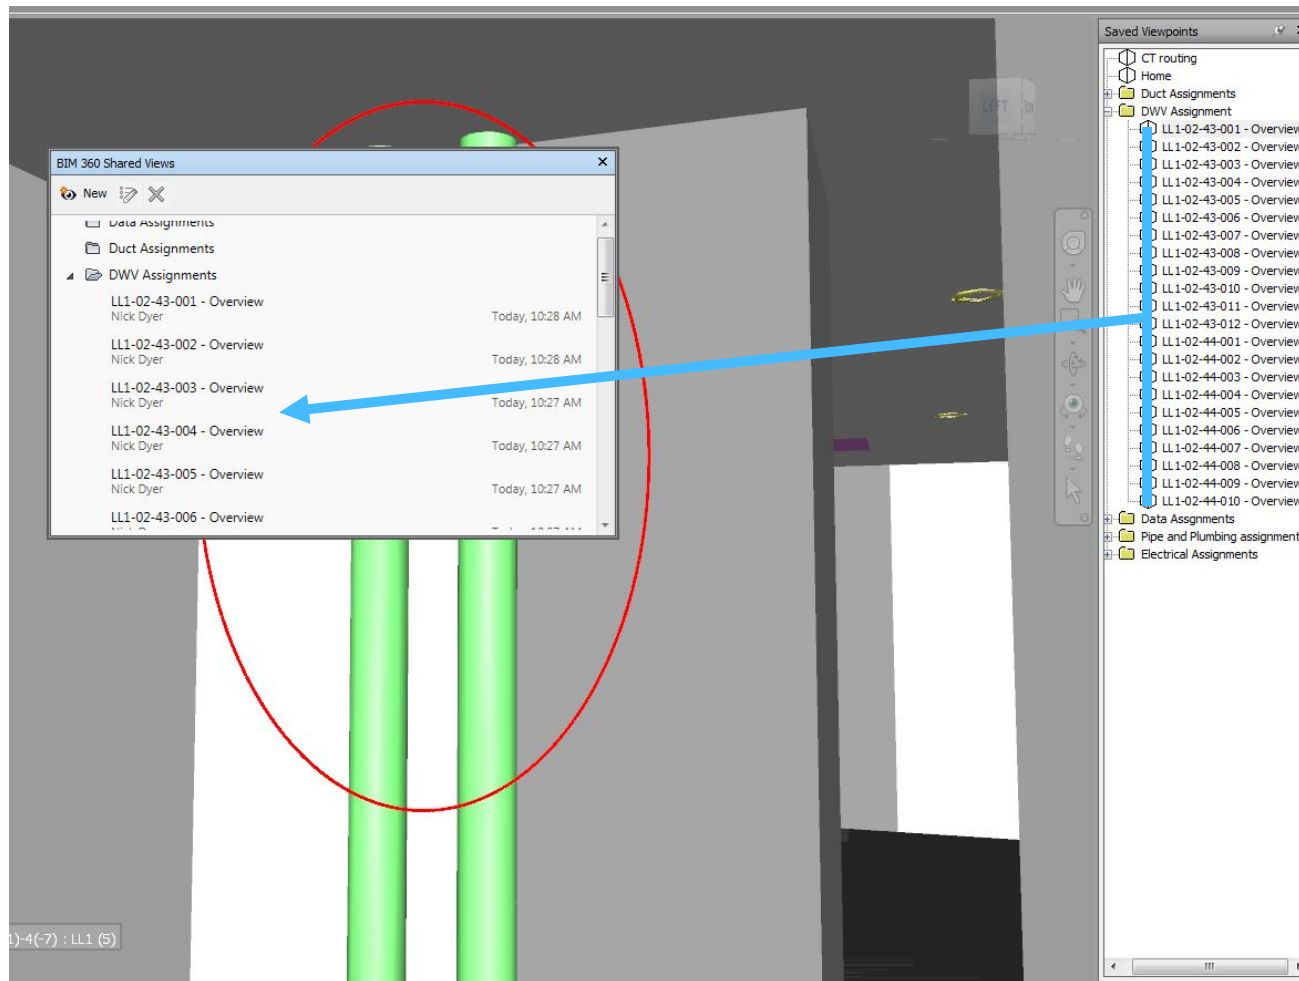 Saved Viewpoints
CT routing
Home
Duct Assignments
DWV Assignment
LL1-02-43-001 - Overview
LL1-02-43-002 - Overview
LL1-02-43-003 - Overview
LL1-02-43-004 - Overview
LL1-02-43-005 - Overview
LL1-02-43-006 - Overview
LL1-02-43-007 - Overview
LL1-02-43-008 - Overview
LL1-02-43-009 - Overview
LL1-02-43-010 - Overview
LL1-02-43-011 - Overview
LL1-02-43-012 - Overview
LL1-02-44-001 - Overview
LL1-02-44-002 - Overview
LL1-02-44-003 - Overview
LL1-02-44-004 - Overview
LL1-02-44-005 - Overview
LL1-02-44-006 - Overview
LL1-02-44-007 - Overview
LL1-02-44-008 - Overview
LL1-02-44-009 - Overview
LL1-02-44-010 - Overview
Data Assgnments
Pipe and Plumbing assignment
Electrical Assignments
LEFT
BIM 360 Shared Views
New
Data Assignments
Duct Assignments
DWV Assignments
LL1-02-43-001 - Overview
Nick Dyer Today, 10:28 AM
LL1-02-43-002 - Overview
Nick Dyer Today, 10:28 AM
LL1-02-43-003 - Overview
Nick Dyer Today, 10:27 AM
LL1-02-43-004 - Overview
Nick Dyer Today, 10:27 AM
LL1-02-43-005 - Overview
Nick Dyer Today, 10:27 AM
LL1-02-43-006 - Overview
1)-4(-7) : LL1 (5)